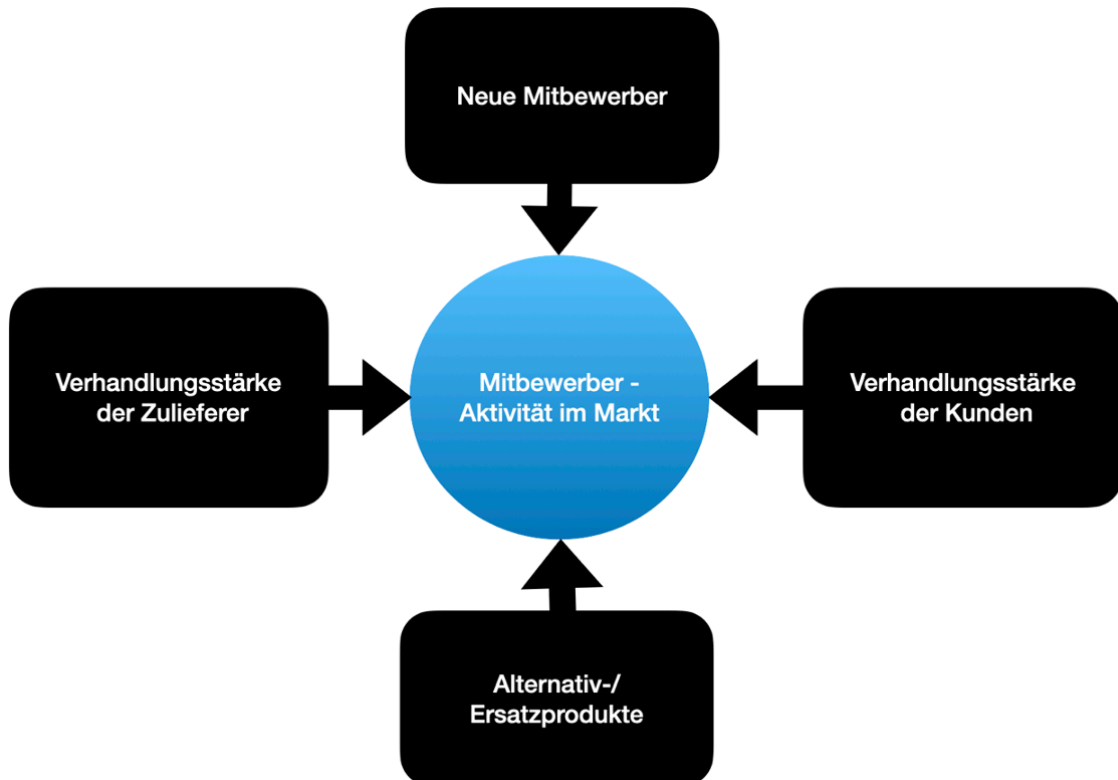 Neue Mitbewerber
Verhandlungsstärke
der Zulieferer
Mitbewerber -
Aktivität im Markt
Verhandlungsstärke
der Kunden
Alternativ-/
Ersatzprodukte